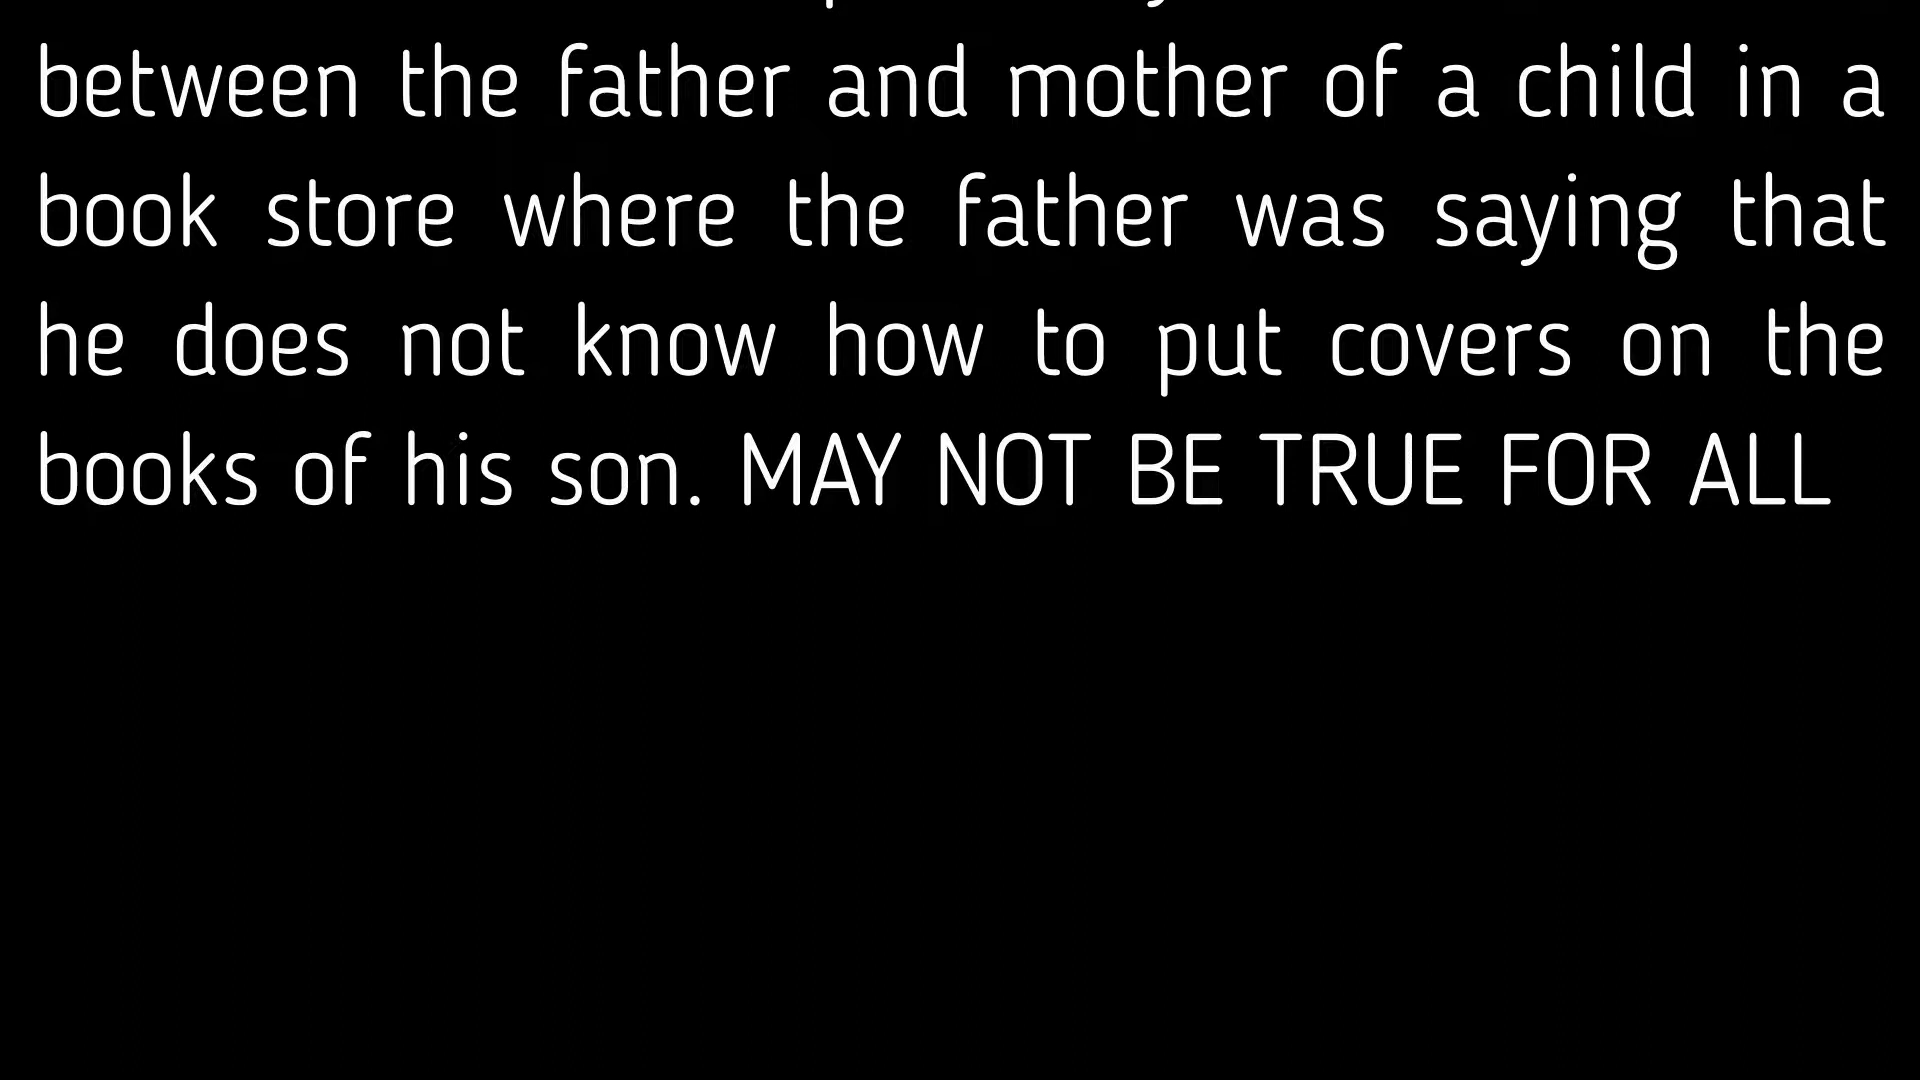 between the father and mother of a child in a
book store where the father was saying that
he does not know how to put covers on the
books of his son. MAY NOT BE TRUE FOR ALL